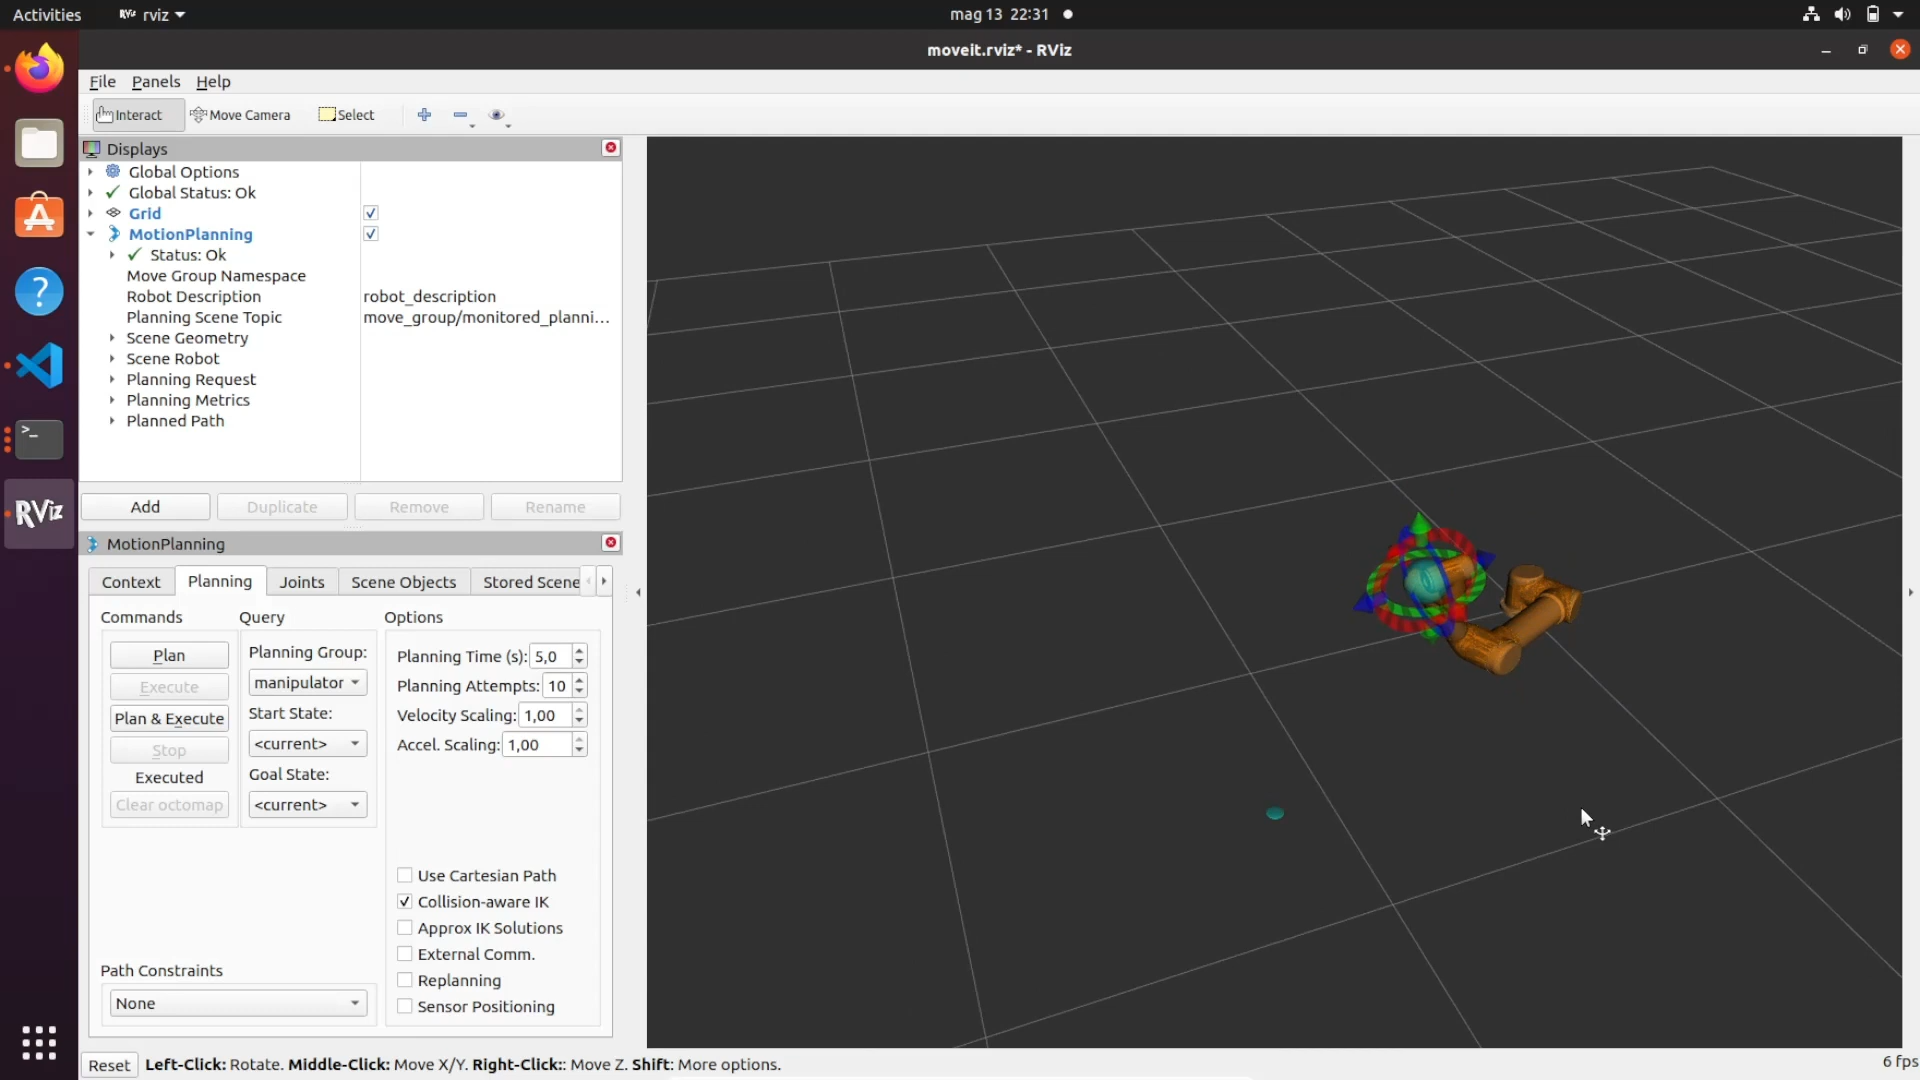 Activities
RViz rviz
mag 13 22:31
moveit.rviz* - RViz
File Panels Help
Interact Move Camera Select
Displays
Global Options
Global Status: Ok
Grid
MotionPlanning
Status: Ok
Move Group Namespace
Robot Description robot_description
Planning Scene Topic move_group/monitored_planni...
Scene Geometry
Scene Robot
Planning Request
Planning Metrics
Planned Path
Add Duplicate Remove Rename
RViz
MotionPlanning
Context Planning Joints Scene Objects Stored Scene
Commands Query Options
Plan
Execute
Plan & Execute
Stop
Executed
Clear octomap
Planning Group:
manipulator
Start State:
<current>
Goal State:
<current>
Planning Time (s): 5,0
Planning Attempts: 10
Velocity Scaling: 1,00
Accel. Scaling: 1,00
Use Cartesian Path
Collision-aware IK
Approx IK Solutions
External Comm.
Replanning
Sensor Positioning
Path Constraints
None
Reset Left-Click: Rotate. Middle-Click: Move X/Y. Right-Click:: Move Z. Shift: More options.
6 fps